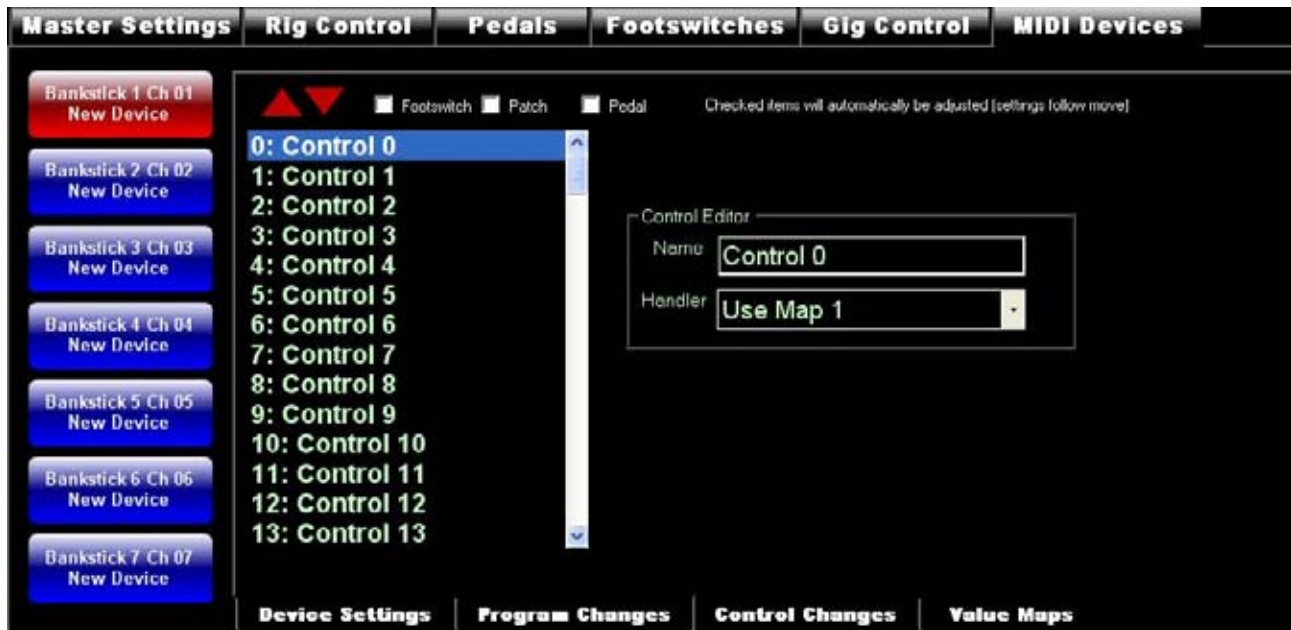 Master Settings Rig Control Pedals Footswitches Gig Control MIDI Devices
Bankstick 1 Ch 01
New Device
Bankstick 2 Ch 02
New Device
Bankstick 3 Ch 03
New Device
Bankstick 4 Ch 04
New Device
Bankstick 5 Ch 05
New Device
Bankstick 6 Ch 06
New Device
Bankstick 7 Ch 07
New Device
Footswitch Patch Pedal Checked items will automatically be adjusted (settings follow move)
0: Control 0
1: Control 1
2: Control 2
3: Control 3
4: Control 4
5: Control 5
6: Control 6
7: Control 7
8: Control 8
9: Control 9
10: Control 10
11: Control 11
12: Control 12
13: Control 13
Control Editor
Name Control 0
Handler Use Map 1
Device Settings Program Changes Control Changes Value Maps